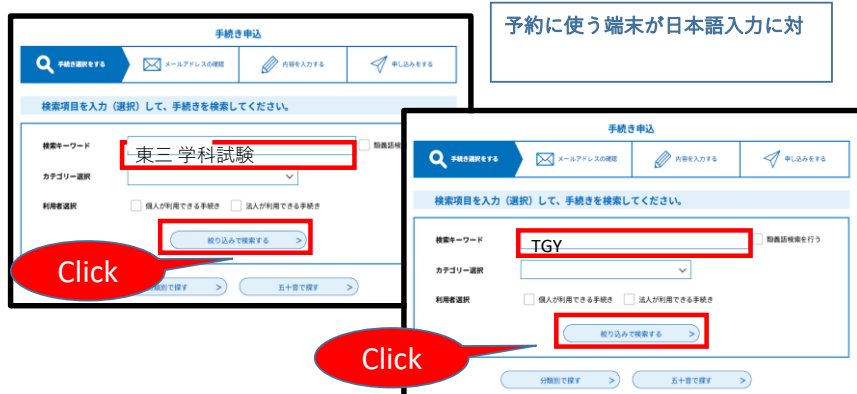 予約に使う端末が日本語入力に対
手続き申込
手続き選択をする
メールアドレスの確認
内容を入力する
申し込みをする
検索項目を入力（選択）して、手続きを検索してください。
検索キーワード
東三 学科試験
類義語検
カテゴリー選択
利用者選択
個人が利用できる手続き
法人が利用できる手続き
絞り込みで検索する >
Click
類別で探す >
五十音で探す >
手続き申込
手続き選択をする
メールアドレスの確認
内容を入力する
申し込みをする
検索項目を入力（選択）して、手続きを検索してください。
検索キーワード
TGY
類義語検索を行う
カテゴリー選択
利用者選択
個人が利用できる手続き
法人が利用できる手続き
絞り込みで検索する >
Click
分類別で探す >
五十音で探す >